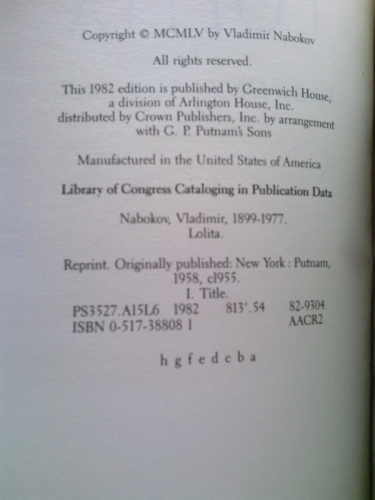 Copyright © MCMLV by Vladimir Nabokov
All rights reserved.
This 1982 edition is published by Greenwich House,
a division of Arlington House, Inc.
distributed by Crown Publishers, Inc. by arrangement
with G. P. Putnam's Sons
Manufactured in the United States of America
Library of Congress Cataloging in Publication Data
Nabokov, Vladimir, 1899-1977.
Lolita.
Reprint. Originally published: New York : Putnam,
1958, c1955.
I. Title.
PS3527.A15L6 1982 813'.54 82-9304
ISBN 0-517-38808 1 AACR2
h g f e d c b a